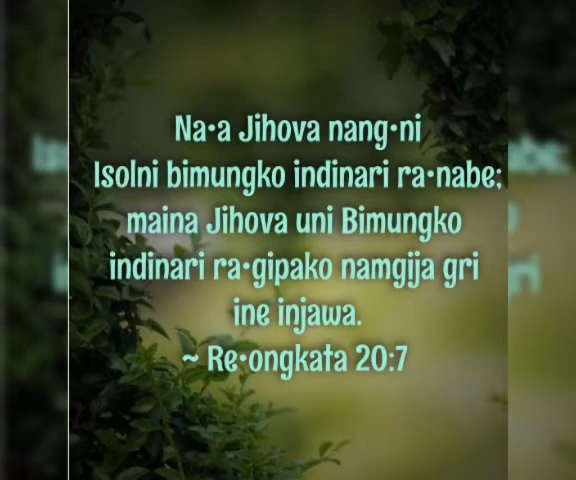 Na•a Jihova nang•ni
Isolni bimungko indinari ra•nabe;
maina Jihova uni Bimungko
indinari ra•gipako namgija gri
ine injawa.
~ Re•ongkata 20:7